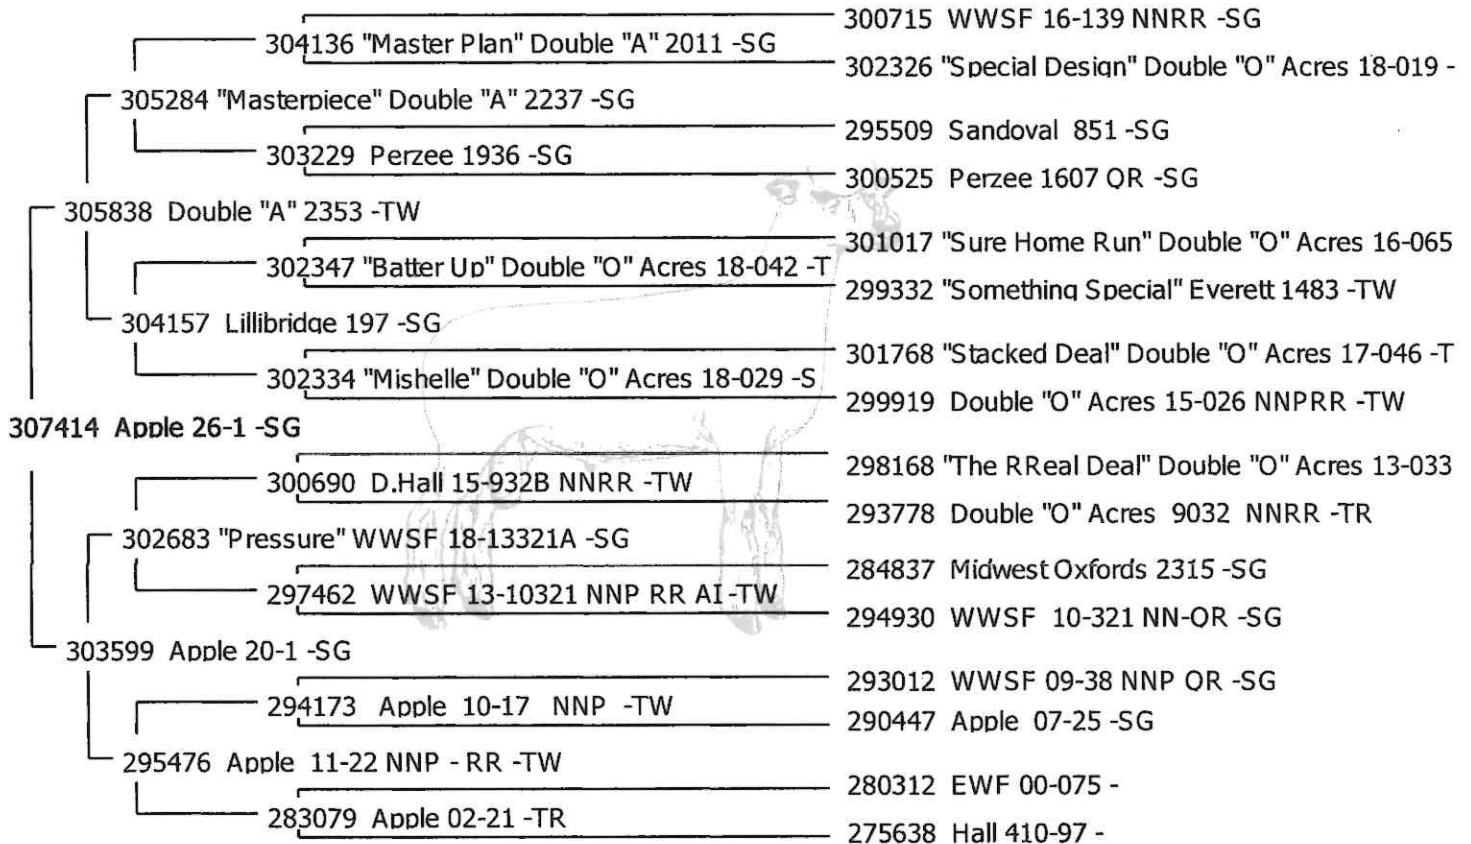 300715 WWSF 16-139 NNRR -SG
304136 "Master Plan" Double "A" 2011 -SG
302326 "Special Design" Double "O" Acres 18-019 -
305284 "Masterpiece" Double "A" 2237 -SG
295509 Sandoval 851 -SG
303229 Perzee 1936 -SG
300525 Perzee 1607 QR -SG
305838 Double "A" 2353 -TW
301017 "Sure Home Run" Double "O" Acres 16-065
302347 "Batter Up" Double "O" Acres 18-042 -T
299332 "Something Special" Everett 1483 -TW
304157 Lillibridge 197 -SG
301768 "Stacked Deal" Double "O" Acres 17-046 -T
302334 "Mishelle" Double "O" Acres 18-029 -S
299919 Double "O" Acres 15-026 NNPRR -TW
307414 Apple 26-1 -SG
298168 "The RReal Deal" Double "O" Acres 13-033
300690 D.Hall 15-932B NNRR -TW
293778 Double "O" Acres 9032 NNRR -TR
302683 "Pressure" WWSF 18-13321A -SG
284837 Midwest Oxfords 2315 -SG
297462 WWSF 13-10321 NNP RR AI -TW
294930 WWSF 10-321 NN-QR -SG
303599 Apple 20-1 -SG
293012 WWSF 09-38 NNP QR -SG
294173 Apple 10-17 NNP -TW
290447 Apple 07-25 -SG
295476 Apple 11-22 NNP - RR -TW
280312 EWF 00-075 -
283079 Apple 02-21 -TR
275638 Hall 410-97 -